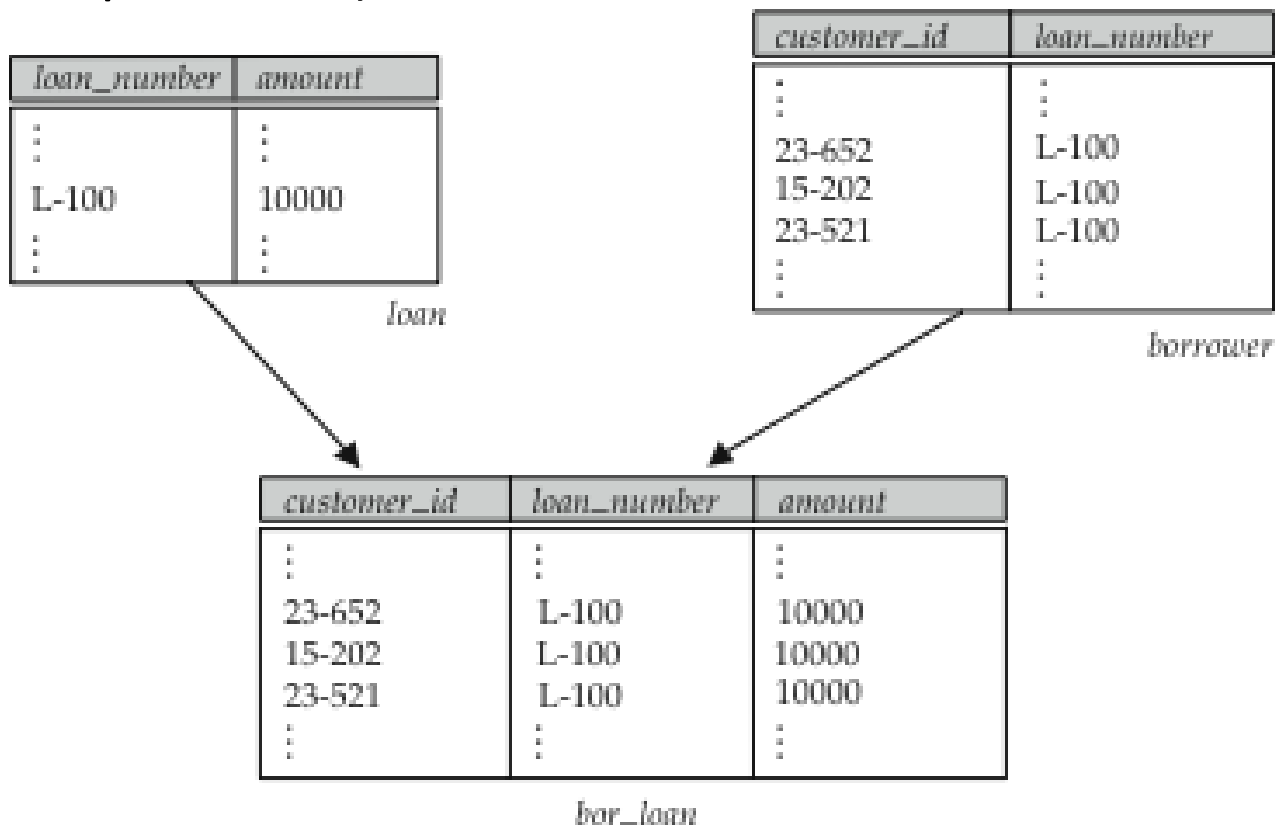 loan_number amount
L-100 10000
loan
customer_id loan_number
23-652 L-100
15-202 L-100
23-521 L-100
borrower
customer_id loan_number amount
23-652 L-100 10000
15-202 L-100 10000
23-521 L-100 10000
bor_loan